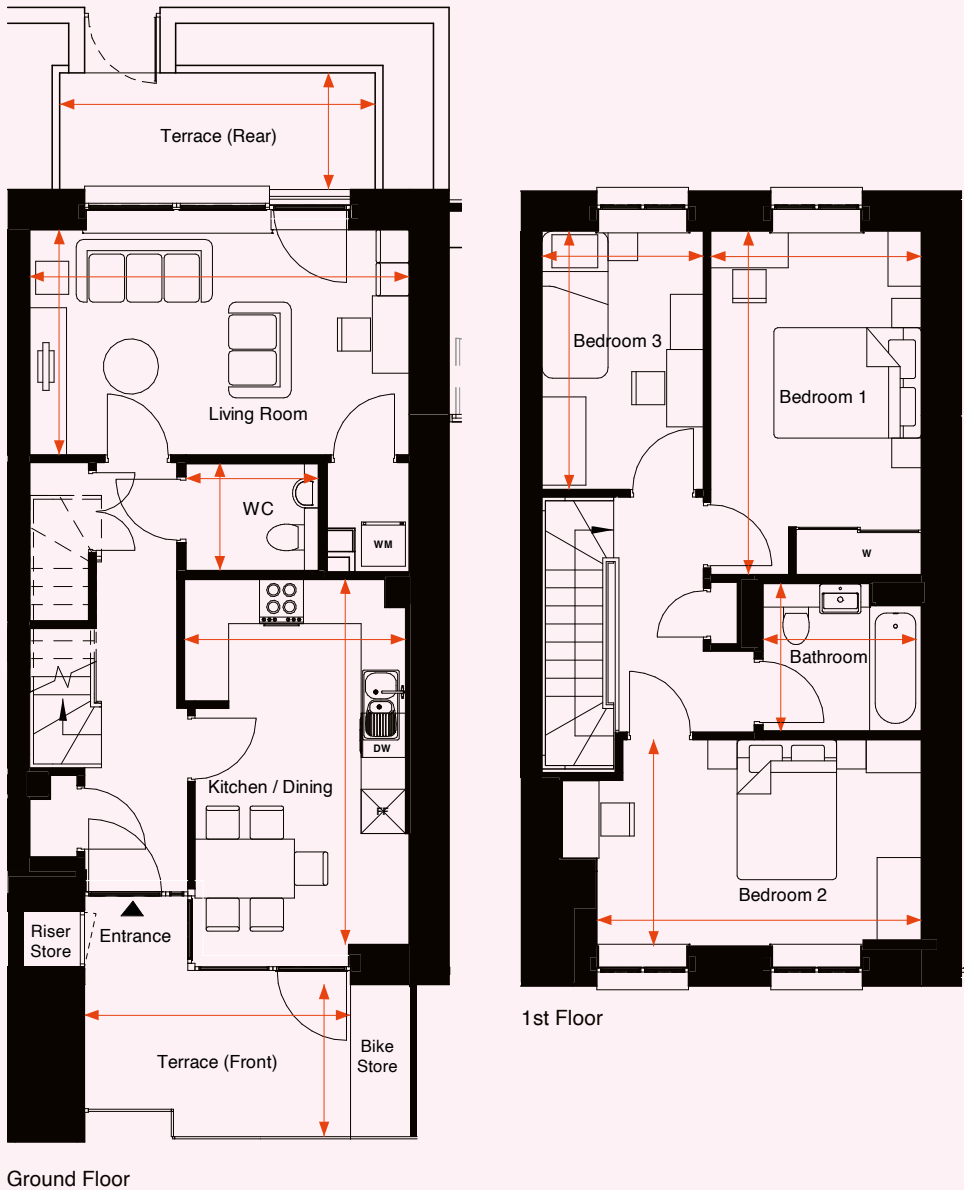 Terrace (Rear)
Living Room
WC
WM
DW
Kitchen / Dining
FF
Riser
Store
Entrance
Terrace (Front)
Bike
Store
Ground Floor
Bedroom 3
Bedroom 1
W
Bathroom
Bedroom 2
1st Floor